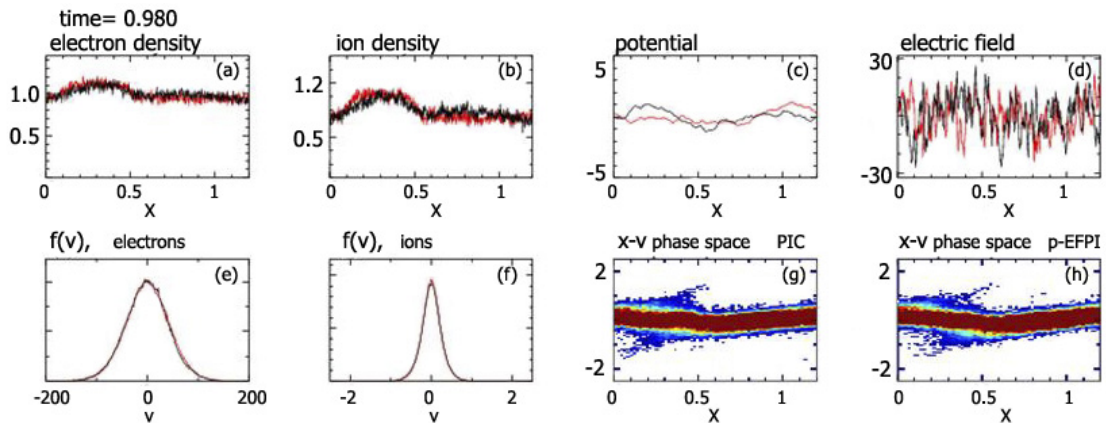 time= 0.980
electron density
ion density
potential
electric field
(a)
(b)
(c)
(d)
1.0
0.5
1.2
0.5
5
-5
30
-30
0 0.5 1
0 0.5 1
0 0.5 1
0 0.5 1
X
X
X
X
f(v), electrons
f(v), ions
x-v phase space PIC
x-v phase space p-EFPI
(e)
(f)
(g)
(h)
2
-2
2
-2
-200 0 200
-2 0 2
0 0.5 1
0 0.5 1
v
v
X
X